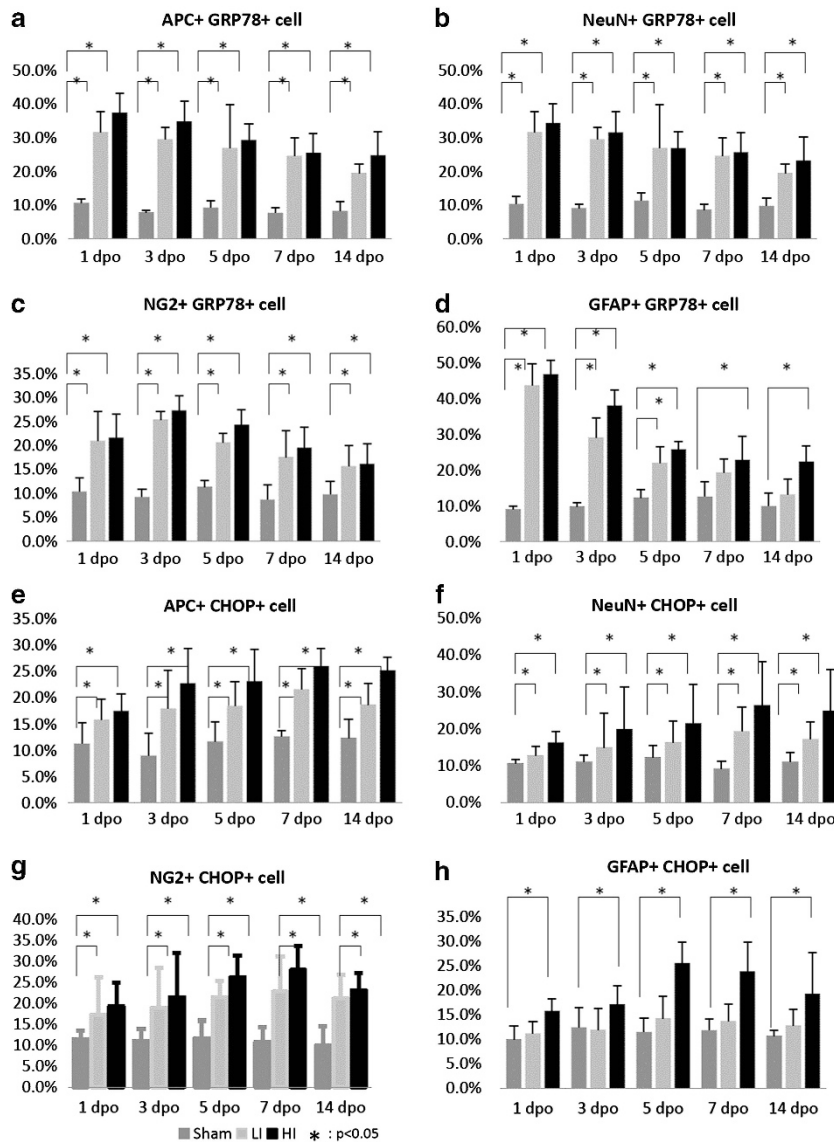 a
APC+ GRP78+ cell
* * * * *
* * * * *
50.0%
40.0%
30.0%
20.0%
10.0%
0.0%
1 dpo 3 dpo 5 dpo 7 dpo 14 dpo
b
NeuN+ GRP78+ cell
* * * * *
* * * * *
50.0%
40.0%
30.0%
20.0%
10.0%
0.0%
1 dpo 3 dpo 5 dpo 7 dpo 14 dpo
c
NG2+ GRP78+ cell
* * * * *
* * * * *
35.0%
30.0%
25.0%
20.0%
15.0%
10.0%
5.0%
0.0%
1 dpo 3 dpo 5 dpo 7 dpo 14 dpo
d
GFAP+ GRP78+ cell
60.0%
50.0%
40.0%
30.0%
20.0%
10.0%
0.0%
* * * * *
* * *
1 dpo 3 dpo 5 dpo 7 dpo 14 dpo
e
APC+ CHOP+ cell
35.0%
30.0%
25.0%
20.0%
15.0%
10.0%
5.0%
0.0%
* * * * *
* * * * *
1 dpo 3 dpo 5 dpo 7 dpo 14 dpo
f
NeuN+ CHOP+ cell
50.0%
40.0%
30.0%
20.0%
10.0%
0.0%
* * * * *
* * * * *
1 dpo 3 dpo 5 dpo 7 dpo 14 dpo
g
NG2+ CHOP+ cell
* * * * *
* * * * *
40.0%
35.0%
30.0%
25.0%
20.0%
15.0%
10.0%
5.0%
0.0%
1 dpo 3 dpo 5 dpo 7 dpo 14 dpo
h
GFAP+ CHOP+ cell
* * * * *
35.0%
30.0%
25.0%
20.0%
15.0%
10.0%
5.0%
0.0%
1 dpo 3 dpo 5 dpo 7 dpo 14 dpo
Sham LI HI * : p<0.05